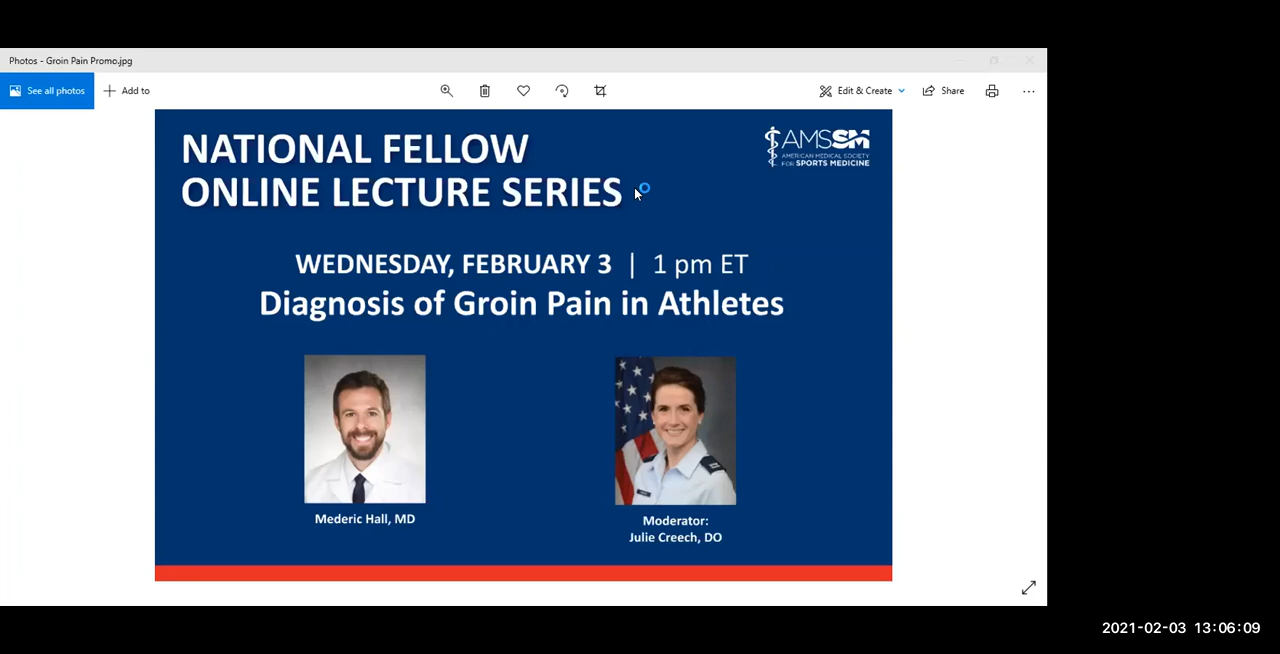 Photos - Groin Pain Promo.jpg
See all photos
Add to
Edit & Create
Share
NATIONAL FELLOW
ONLINE LECTURE SERIES
AMSSM
AMERICAN MEDICAL SOCIETY
FOR SPORTS MEDICINE
WEDNESDAY, FEBRUARY 3 | 1 pm ET
Diagnosis of Groin Pain in Athletes
Mederic Hall, MD
Moderator:
Julie Creech, DO
2021-02-03 13:06:09